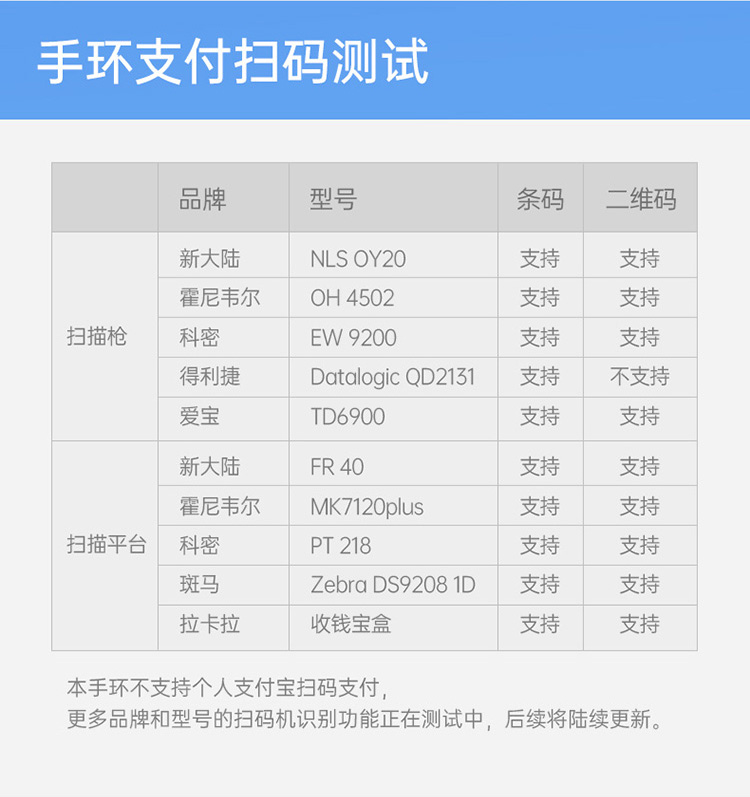 手环支付扫码测试
品牌 型号 条码 二维码
扫描枪
新大陆 NLS OY20 支持 支持
霍尼韦尔 OH 4502 支持 支持
科密 EW 9200 支持 支持
得利捷 Datalogic QD2131 支持 不支持
爱宝 TD6900 支持 支持
扫描平台
新大陆 FR 40 支持 支持
霍尼韦尔 MK7120plus 支持 支持
科密 PT 218 支持 支持
斑马 Zebra DS9208 1D 支持 支持
拉卡拉 收钱宝盒 支持 支持
本手环不支持个人支付宝扫码支付，
更多品牌和型号的扫码机识别功能正在测试中，后续将陆续更新。